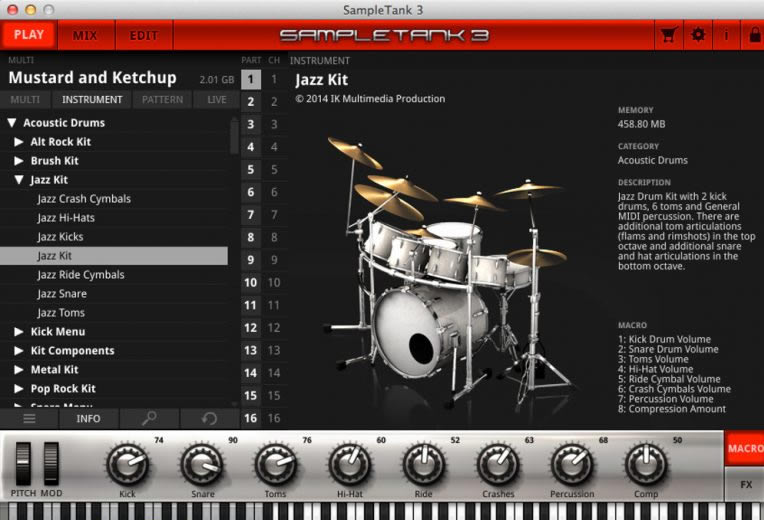 SampleTank 3
PLAY MIX EDIT SAMPLETANK 3 i
MULTI
Mustard and Ketchup 2.01 GB
MULTI INSTRUMENT PATTERN LIVE
Acoustic Drums
Alt Rock Kit
Brush Kit
Jazz Kit
Jazz Crash Cymbals
Jazz Hi-Hats
Jazz Kicks
Jazz Kit
Jazz Ride Cymbals
Jazz Snare
Jazz Toms
Kick Menu
Kit Components
Metal Kit
Pop Rock Kit
Snare Menu
INFO
PART CH
1 1
2 2
3 3
4 4
5 5
6 6
7 7
8 8
9 9
10 10
11 11
12 12
13 13
14 14
15 15
16 16
INSTRUMENT
Jazz Kit
© 2014 IK Multimedia Production
MEMORY
458.80 MB
CATEGORY
Acoustic Drums
DESCRIPTION
Jazz Drum Kit with 2 kick
drums, 6 toms and General
MIDI percussion. There are
additional tom articulations
(flams and rimshots) in the top
octave and additional snare
and hat articulations in the
bottom octave.
MACRO
1: Kick Drum Volume
2: Snare Drum Volume
3: Toms Volume
4: Hi-Hat Volume
5: Ride Cymbal Volume
6: Crash Cymbals Volume
7: Percussion Volume
8: Compression Amount
74 90 76 60 52 63 68 50
PITCH MOD Kick Snare Toms Hi-Hat Ride Crashes Percussion Comp
MACRO
FX